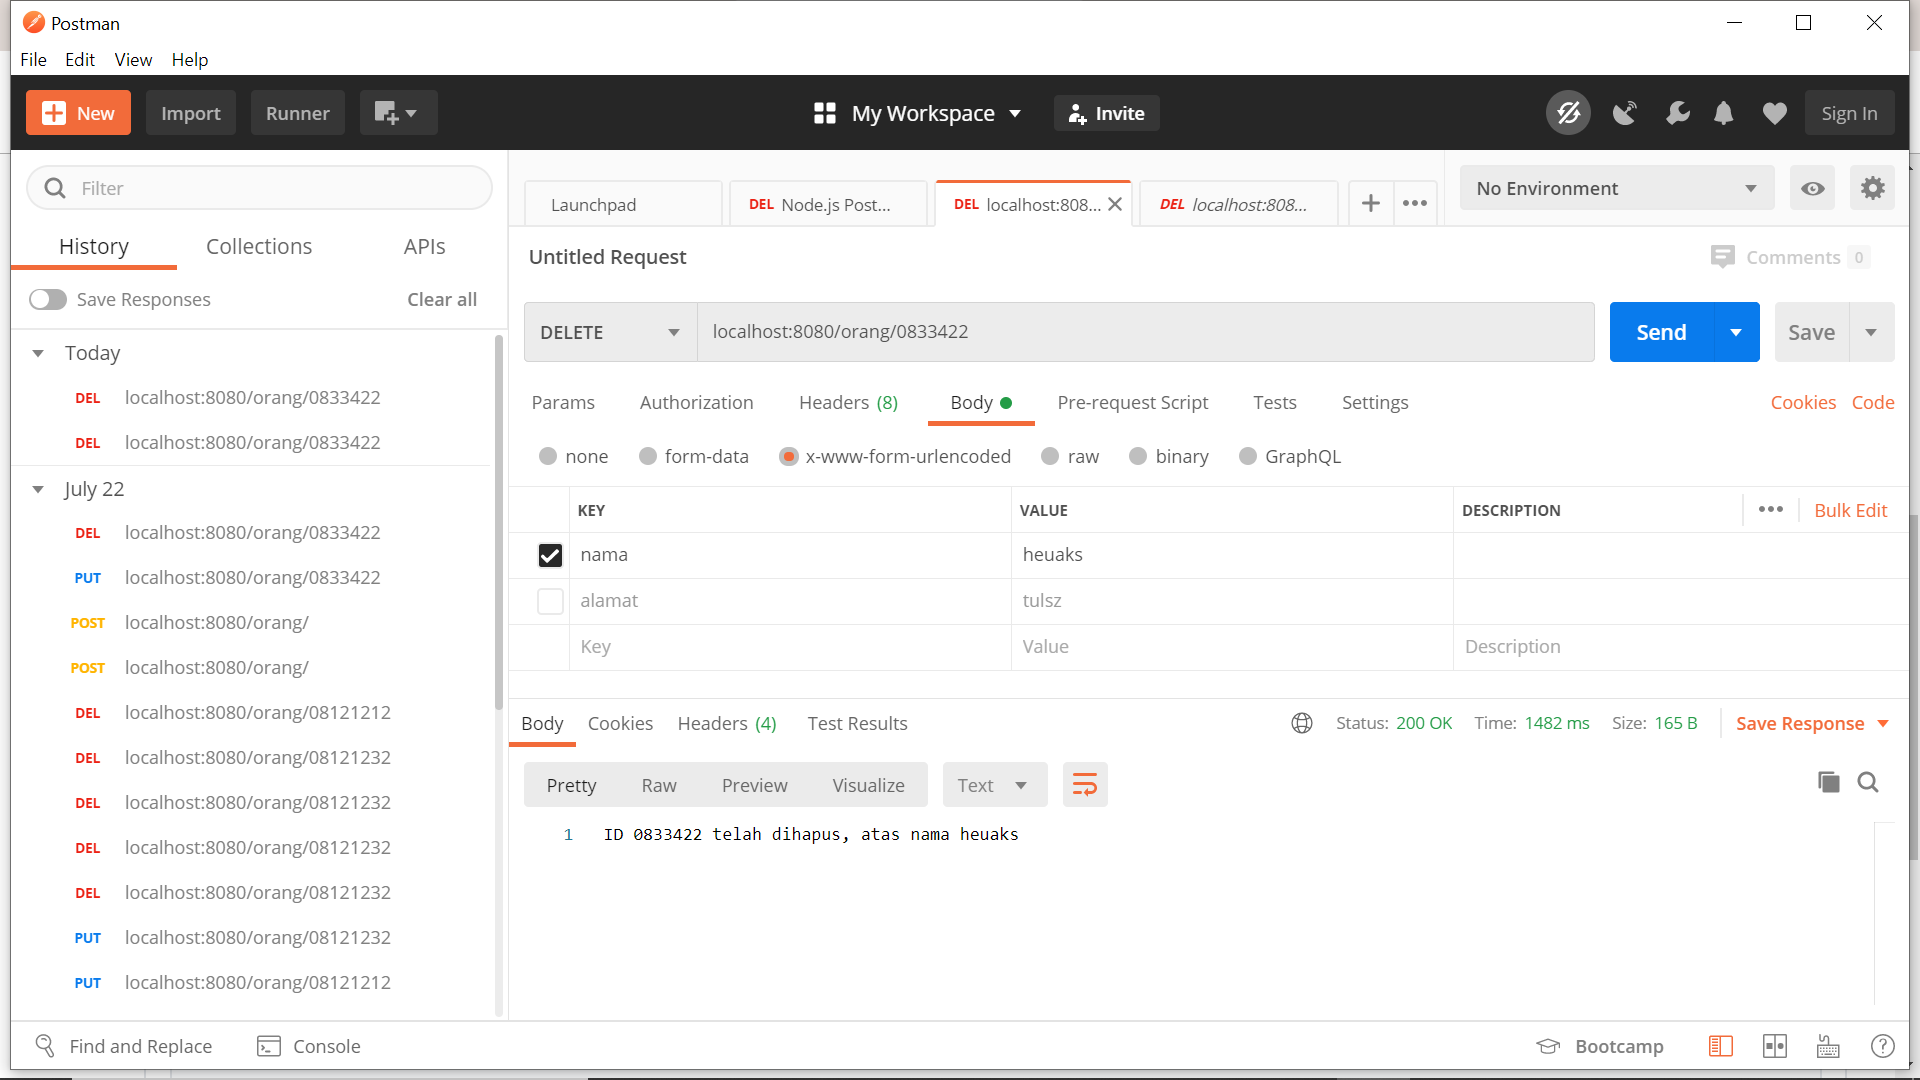 Postman
File Edit View Help
New Import Runner My Workspace Invite Sign In
Filter
History Collections APIs
Save Responses Clear all
Today
DEL localhost:8080/orang/0833422
DEL localhost:8080/orang/0833422
July 22
DEL localhost:8080/orang/0833422
PUT localhost:8080/orang/0833422
POST localhost:8080/orang/
POST localhost:8080/orang/
DEL localhost:8080/orang/08121212
DEL localhost:8080/orang/08121232
DEL localhost:8080/orang/08121232
DEL localhost:8080/orang/08121232
DEL localhost:8080/orang/08121232
PUT localhost:8080/orang/08121232
PUT localhost:8080/orang/08121212
Launchpad DEL Node.js Post... DEL localhost:808... DEL localhost:808... No Environment
Untitled Request Comments 0
DELETE localhost:8080/orang/0833422 Send Save
Params Authorization Headers (8) Body Pre-request Script Tests Settings Cookies Code
none form-data x-www-form-urlencoded raw binary GraphQL
KEY VALUE DESCRIPTION Bulk Edit
nama heuaks
alamat tulsz
Key Value Description
Body Cookies Headers (4) Test Results Status: 200 OK Time: 1482 ms Size: 165 B Save Response
Pretty Raw Preview Visualize Text
1 ID 0833422 telah dihapus, atas nama heuaks
Find and Replace Console Bootcamp